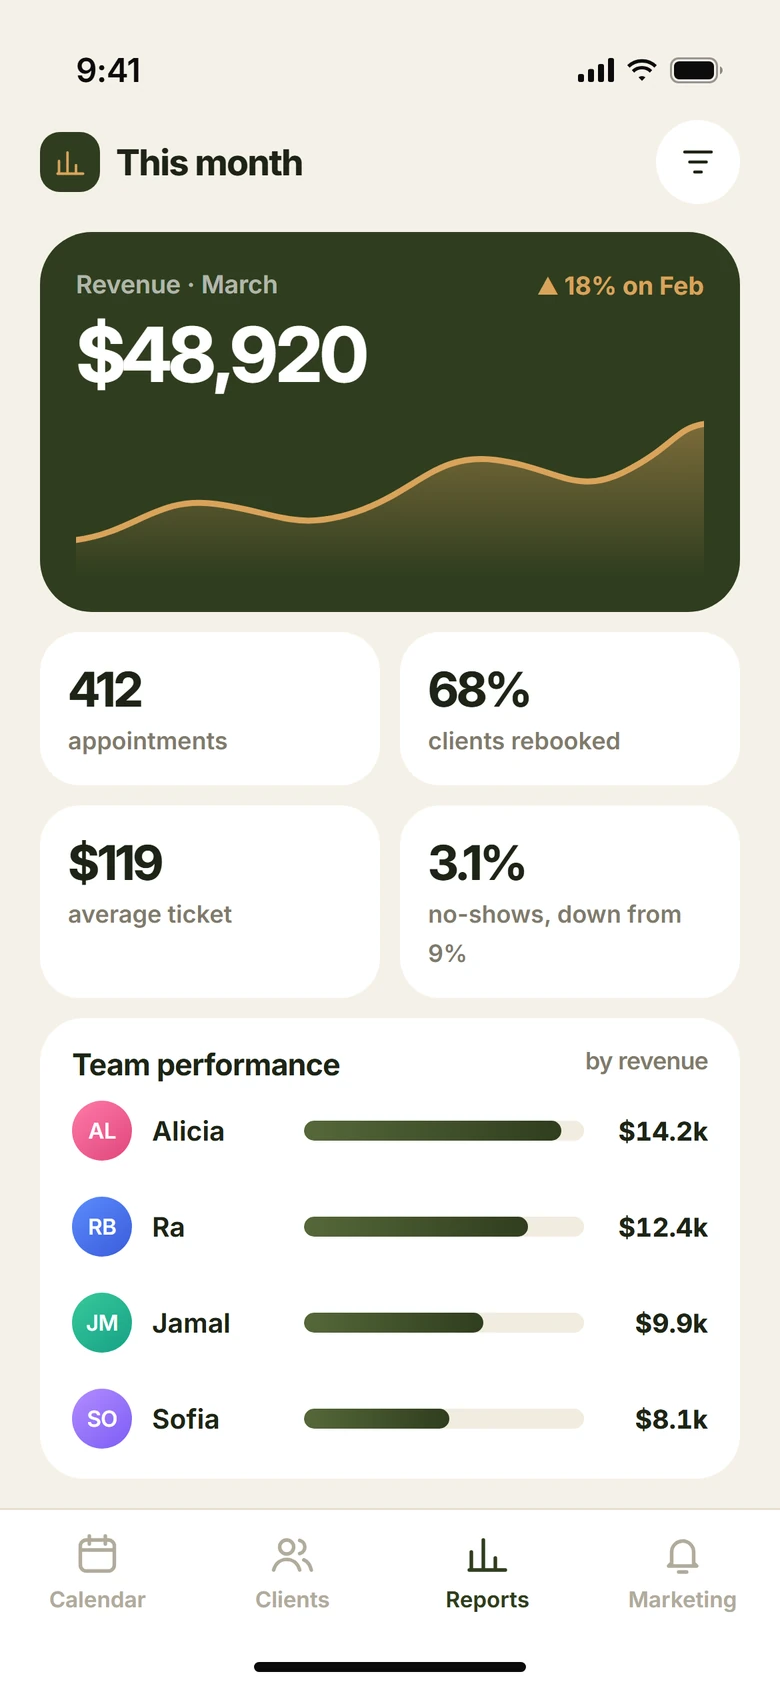 9:41
This month
Revenue · March
▲ 18% on Feb
$48,920
412
appointments
68%
clients rebooked
$119
average ticket
3.1%
no-shows, down from
9%
Team performance
by revenue
AL Alicia $14.2k
RB Ra $12.4k
JM Jamal $9.9k
SO Sofia $8.1k
Calendar
Clients
Reports
Marketing